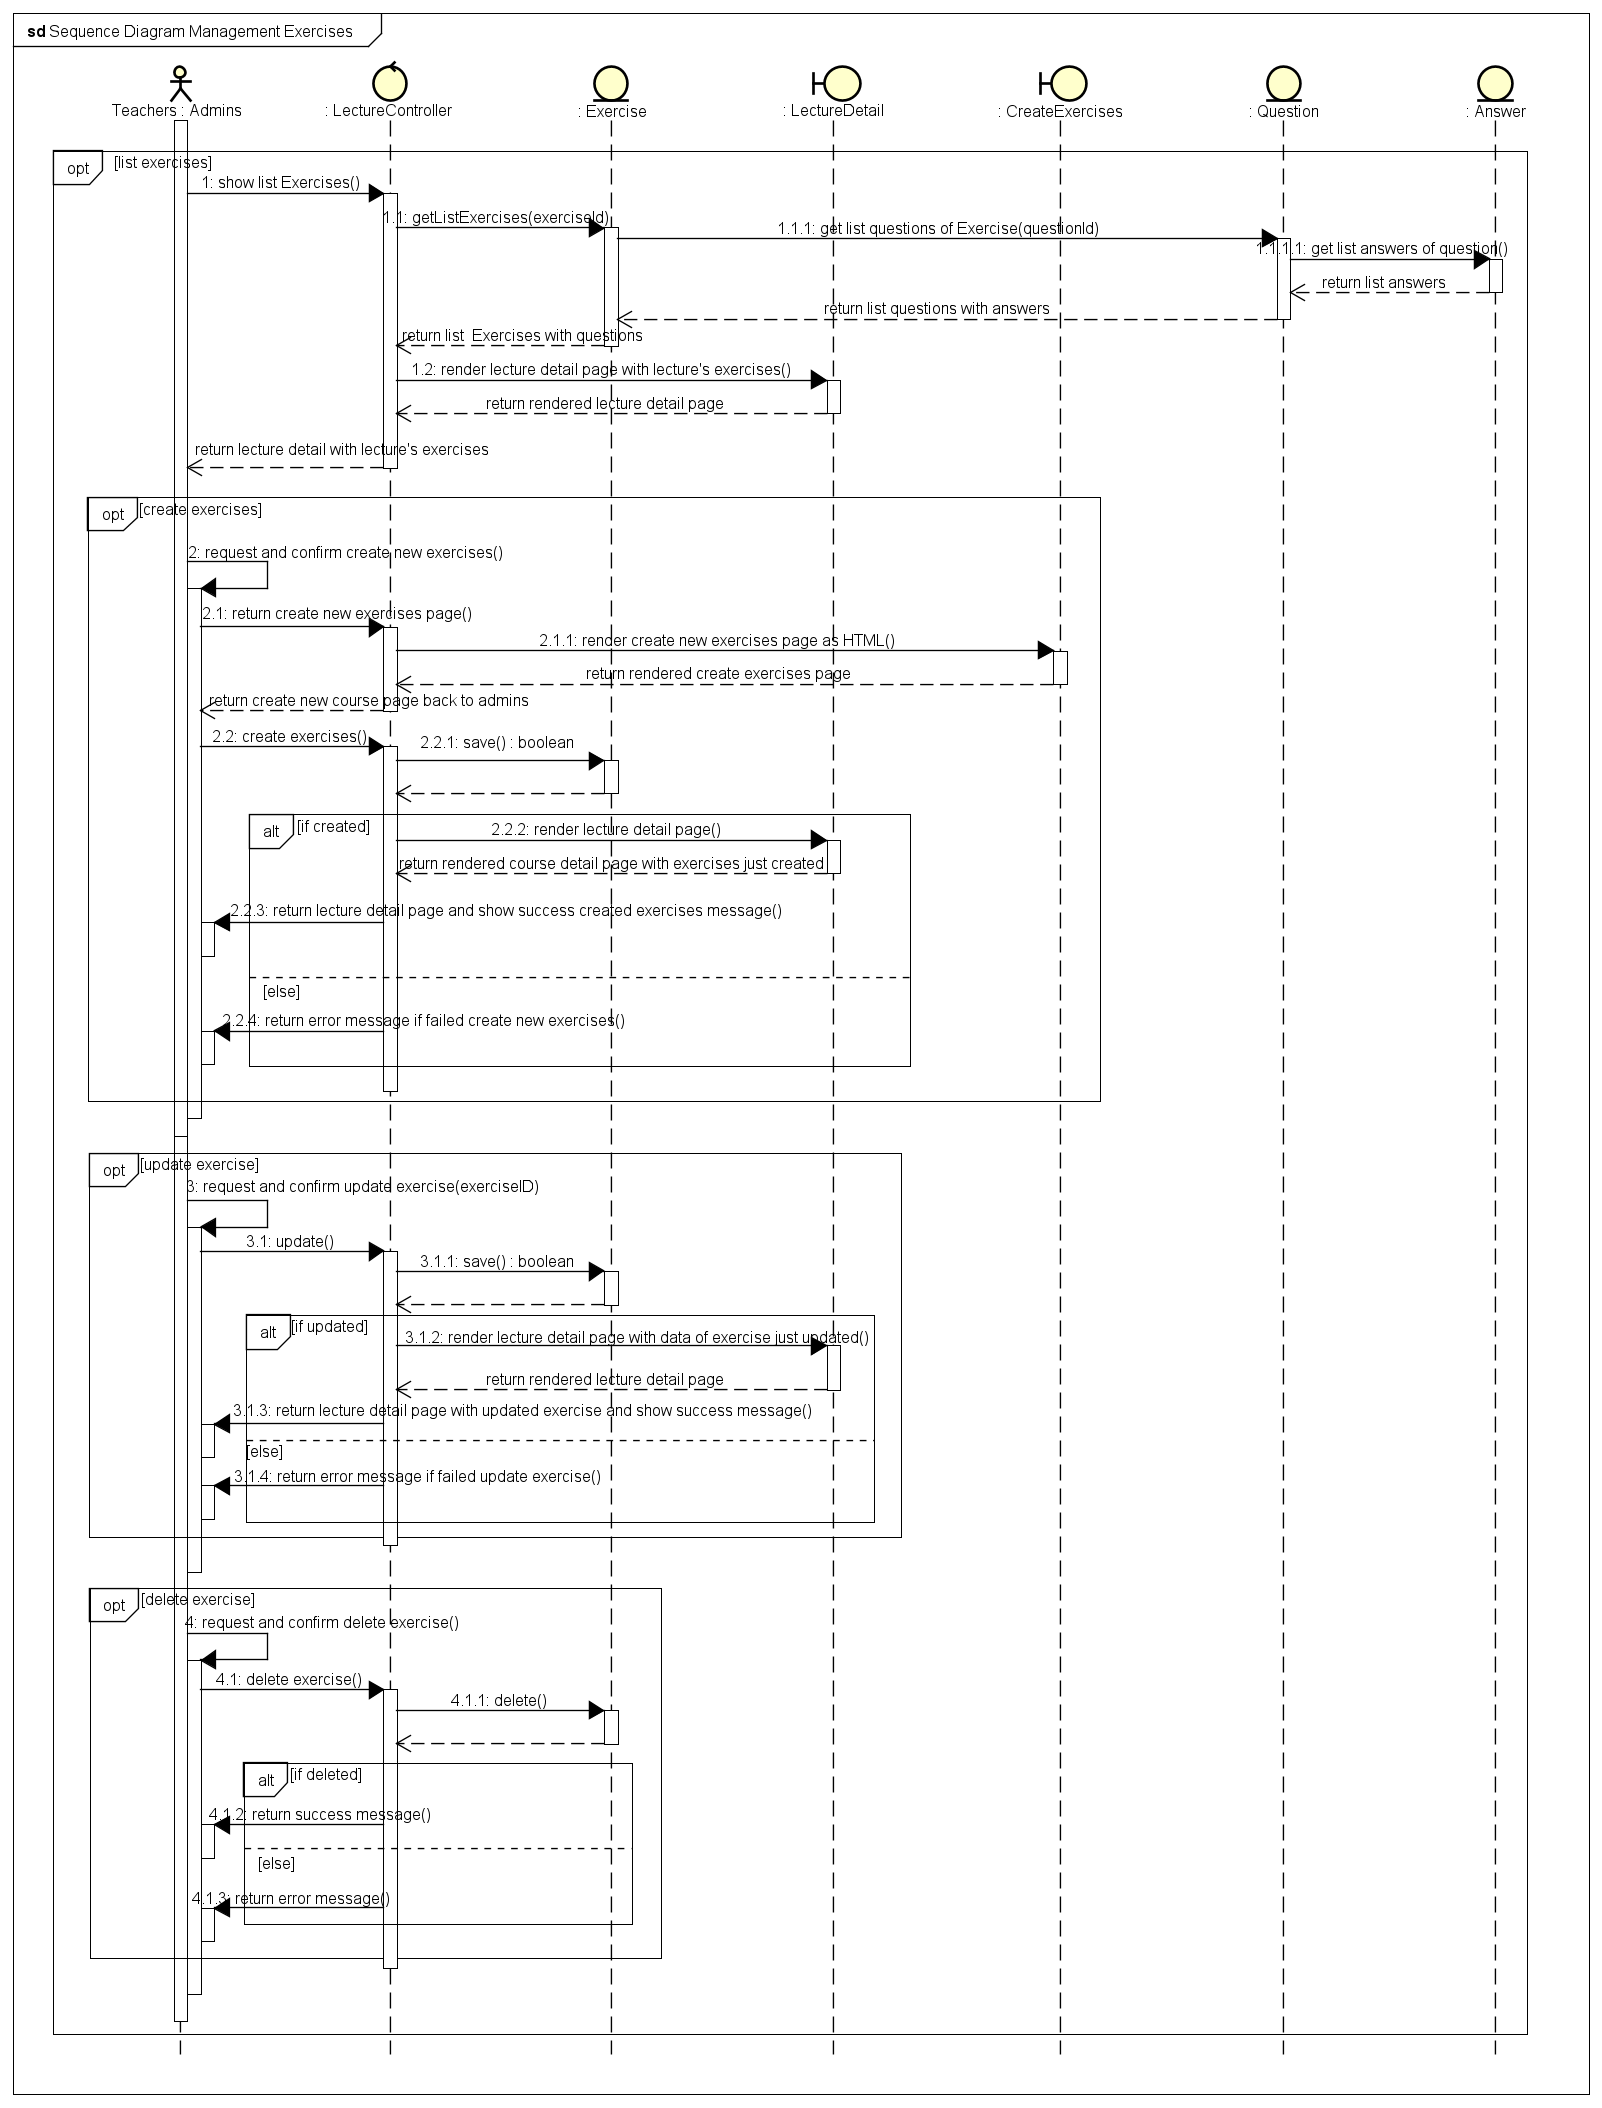 sd Sequence Diagram Management Exercises
Teachers : Admins
: LectureController
: Exercise
: LectureDetail
: CreateExercises
: Question
: Answer
opt
[list exercises]
1: show list Exercises()
1.1: getListExercises(exerciseId)
1.1.1: get list questions of Exercise(questionId)
1.1.1.1: get list answers of question()
return list answers
return list questions with answers
return list  Exercises with questions
1.2: render lecture detail page with lecture's exercises()
return rendered lecture detail page
return lecture detail with lecture's exercises
opt
[create exercises]
2: request and confirm create new exercises()
2.1: return create new exercises page()
2.1.1: render create new exercises page as HTML()
return rendered create exercises page
return create new course page back to admins
2.2: create exercises()
2.2.1: save() : boolean
alt
[if created]
2.2.2: render lecture detail page()
return rendered course detail page with exercises just created
2.2.3: return lecture detail page and show success created exercises message()
[else]
2.2.4: return error message if failed create new exercises()
opt
[update exercise]
3: request and confirm update exercise(exerciseID)
3.1: update()
3.1.1: save() : boolean
alt
[if updated]
3.1.2: render lecture detail page with data of exercise just updated()
return rendered lecture detail page
3.1.3: return lecture detail page with updated exercise and show success message()
[else]
3.1.4: return error message if failed update exercise()
opt
[delete exercise]
4: request and confirm delete exercise()
4.1: delete exercise()
4.1.1: delete()
alt
[if deleted]
4.1.2: return success message()
[else]
4.1.3: return error message()